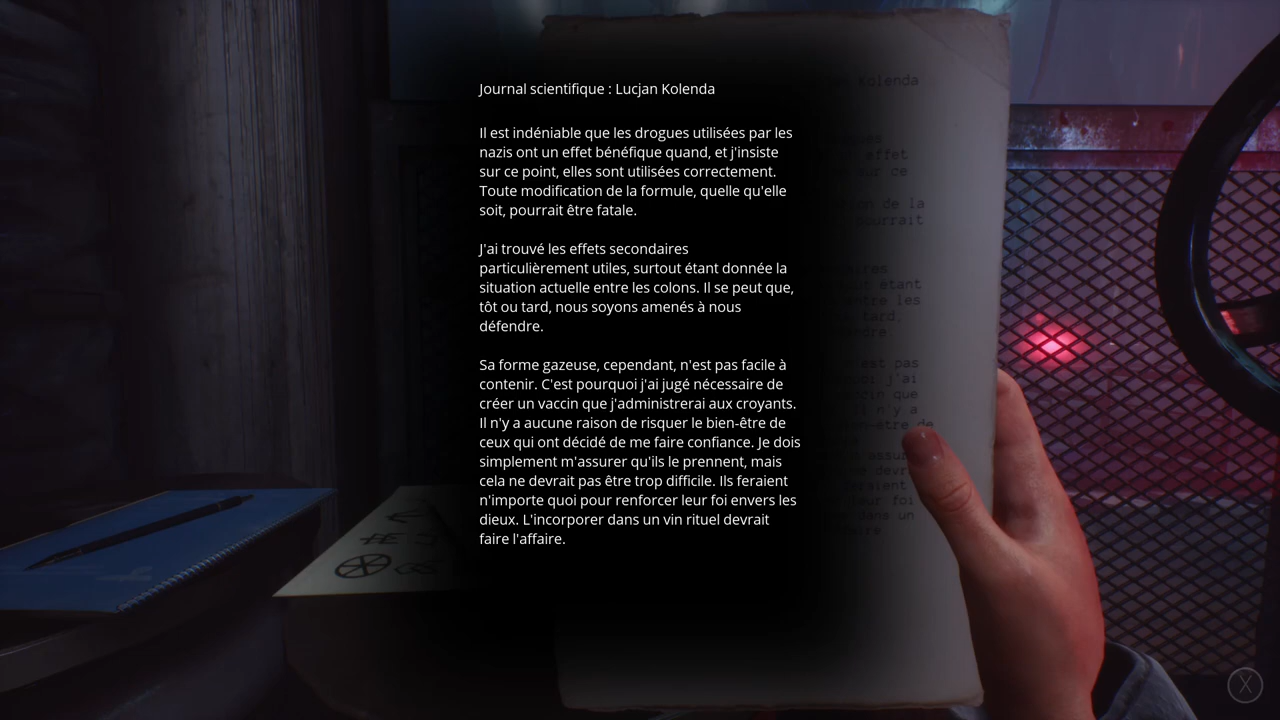 Journal scientifique : Lucjan Kolenda
Il est indéniable que les drogues utilisées par les
nazis ont un effet bénéfique quand, et j'insiste
sur ce point, elles sont utilisées correctement.
Toute modification de la formule, quelle qu'elle
soit, pourrait être fatale.
J'ai trouvé les effets secondaires
particulièrement utiles, surtout étant donnée la
situation actuelle entre les colons. Il se peut que,
tôt ou tard, nous soyons amenés à nous
défendre.
Sa forme gazeuse, cependant, n'est pas facile à
contenir. C'est pourquoi j'ai jugé nécessaire de
créer un vaccin que j'administrerai aux croyants.
Il n'y a aucune raison de risquer le bien-être de
ceux qui ont décidé de me faire confiance. Je dois
simplement m'assurer qu'ils le prennent, mais
cela ne devrait pas être trop difficile. Ils feraient
n'importe quoi pour renforcer leur foi envers les
dieux. L'incorporer dans un vin rituel devrait
faire l'affaire.
X